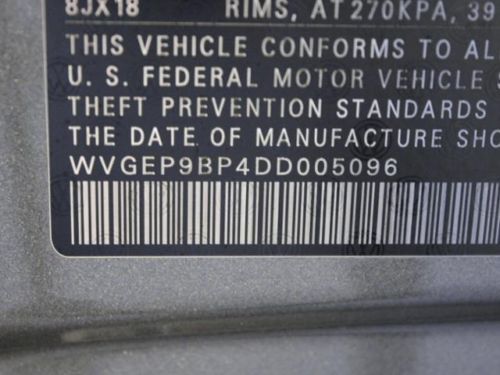 8JX18 RIMS, AT 270KPA, 39
THIS VEHICLE CONFORMS TO AL
U. S. FEDERAL MOTOR VEHICLE S
THEFT PREVENTION STANDARDS
THE DATE OF MANUFACTURE SHO
WVGEP9BP4DD005096